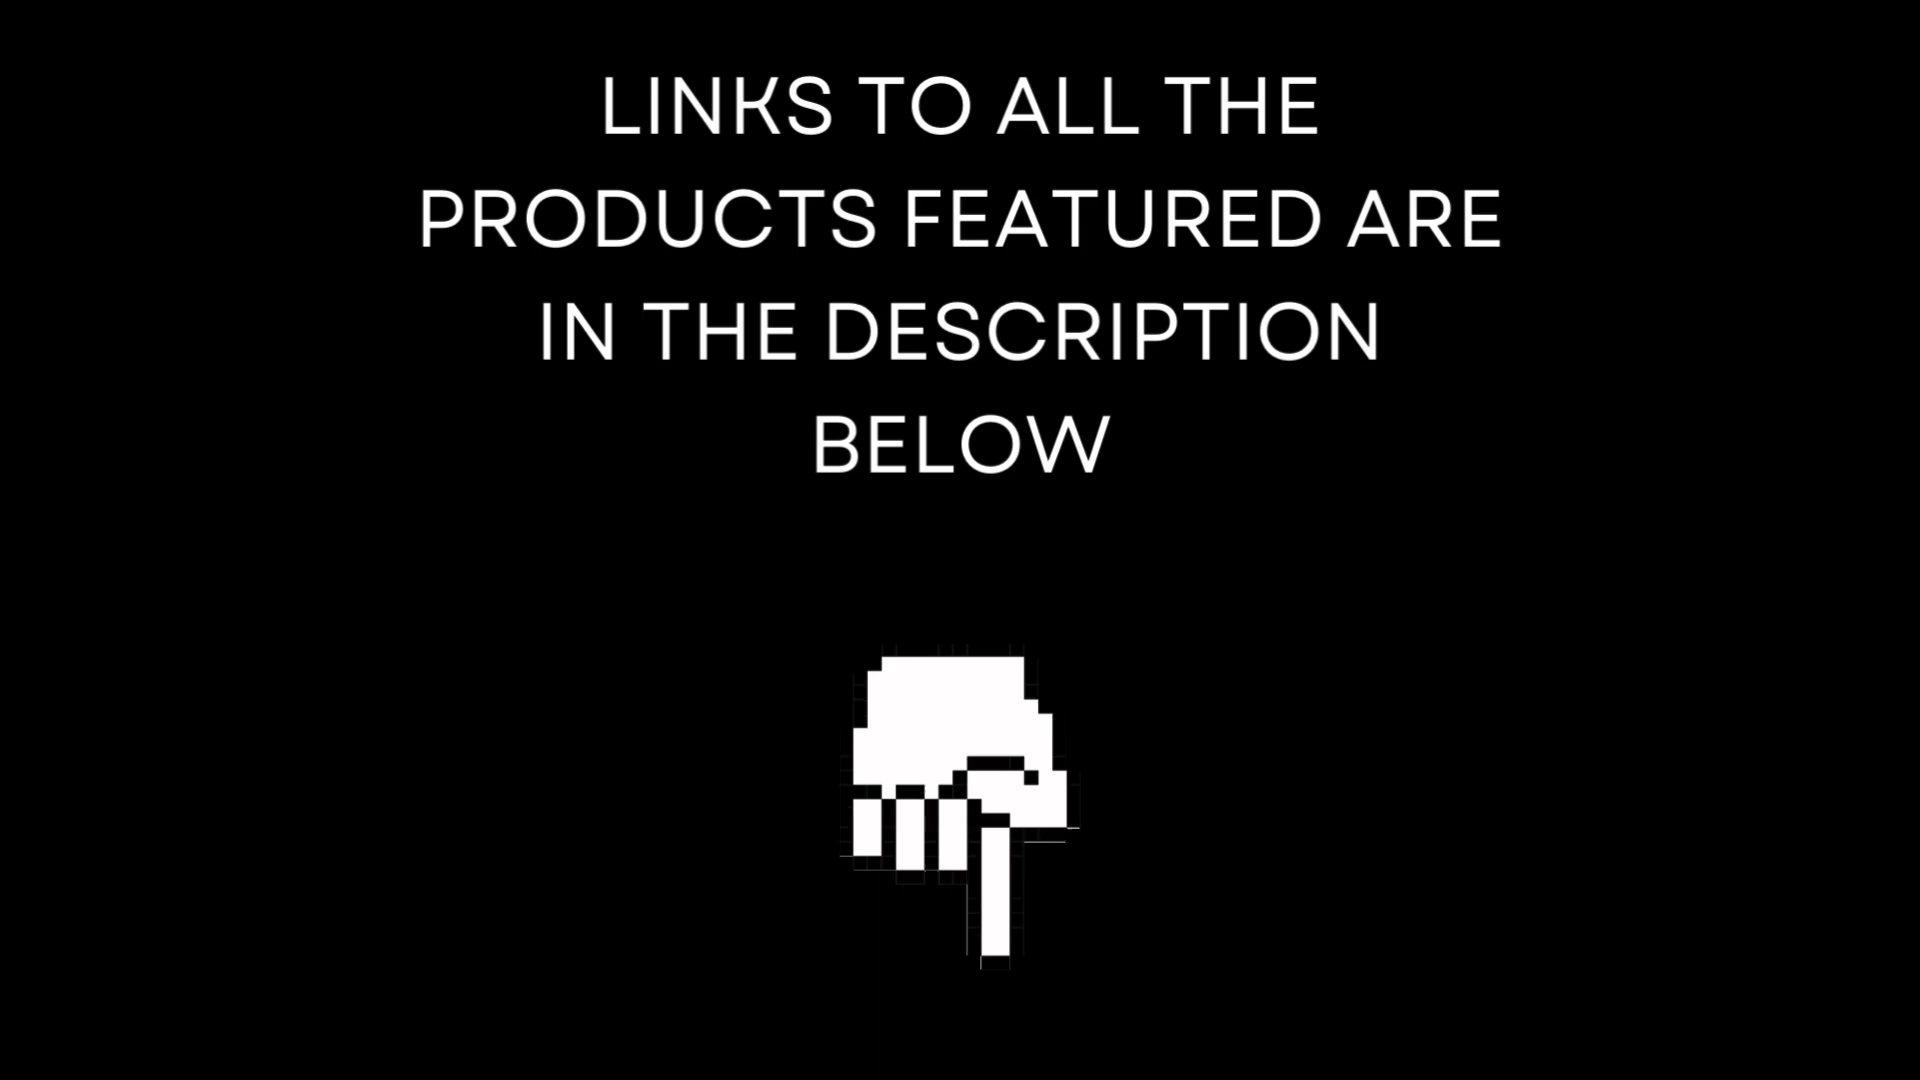 LINKS TO ALL THE
PRODUCTS FEATURED ARE
IN THE DESCRIPTION
BELOW